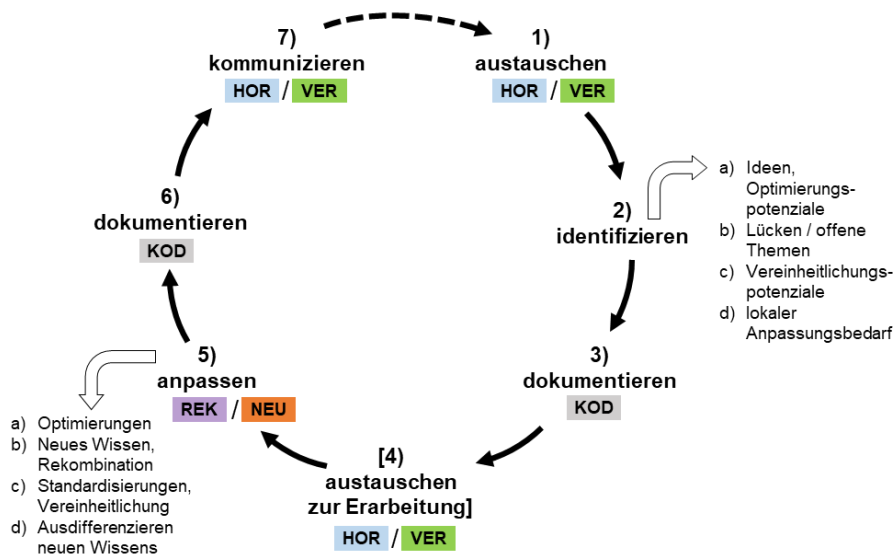 1)
austauschen
HOR / VER
2)
identifizieren
a) Ideen,
Optimierungs-
potenziale
b) Lücken / offene
Themen
c) Vereinheitlichungs-
potenziale
d) lokaler
Anpassungsbedarf
3)
dokumentieren
KOD
[4)
austauschen
zur Erarbeitung]
HOR / VER
5)
anpassen
REK / NEU
a) Optimierungen
b) Neues Wissen,
Rekombination
c) Standardisierungen,
Vereinheitlichung
d) Ausdifferenzieren
neuen Wissens
6)
dokumentieren
KOD
7)
kommunizieren
HOR / VER